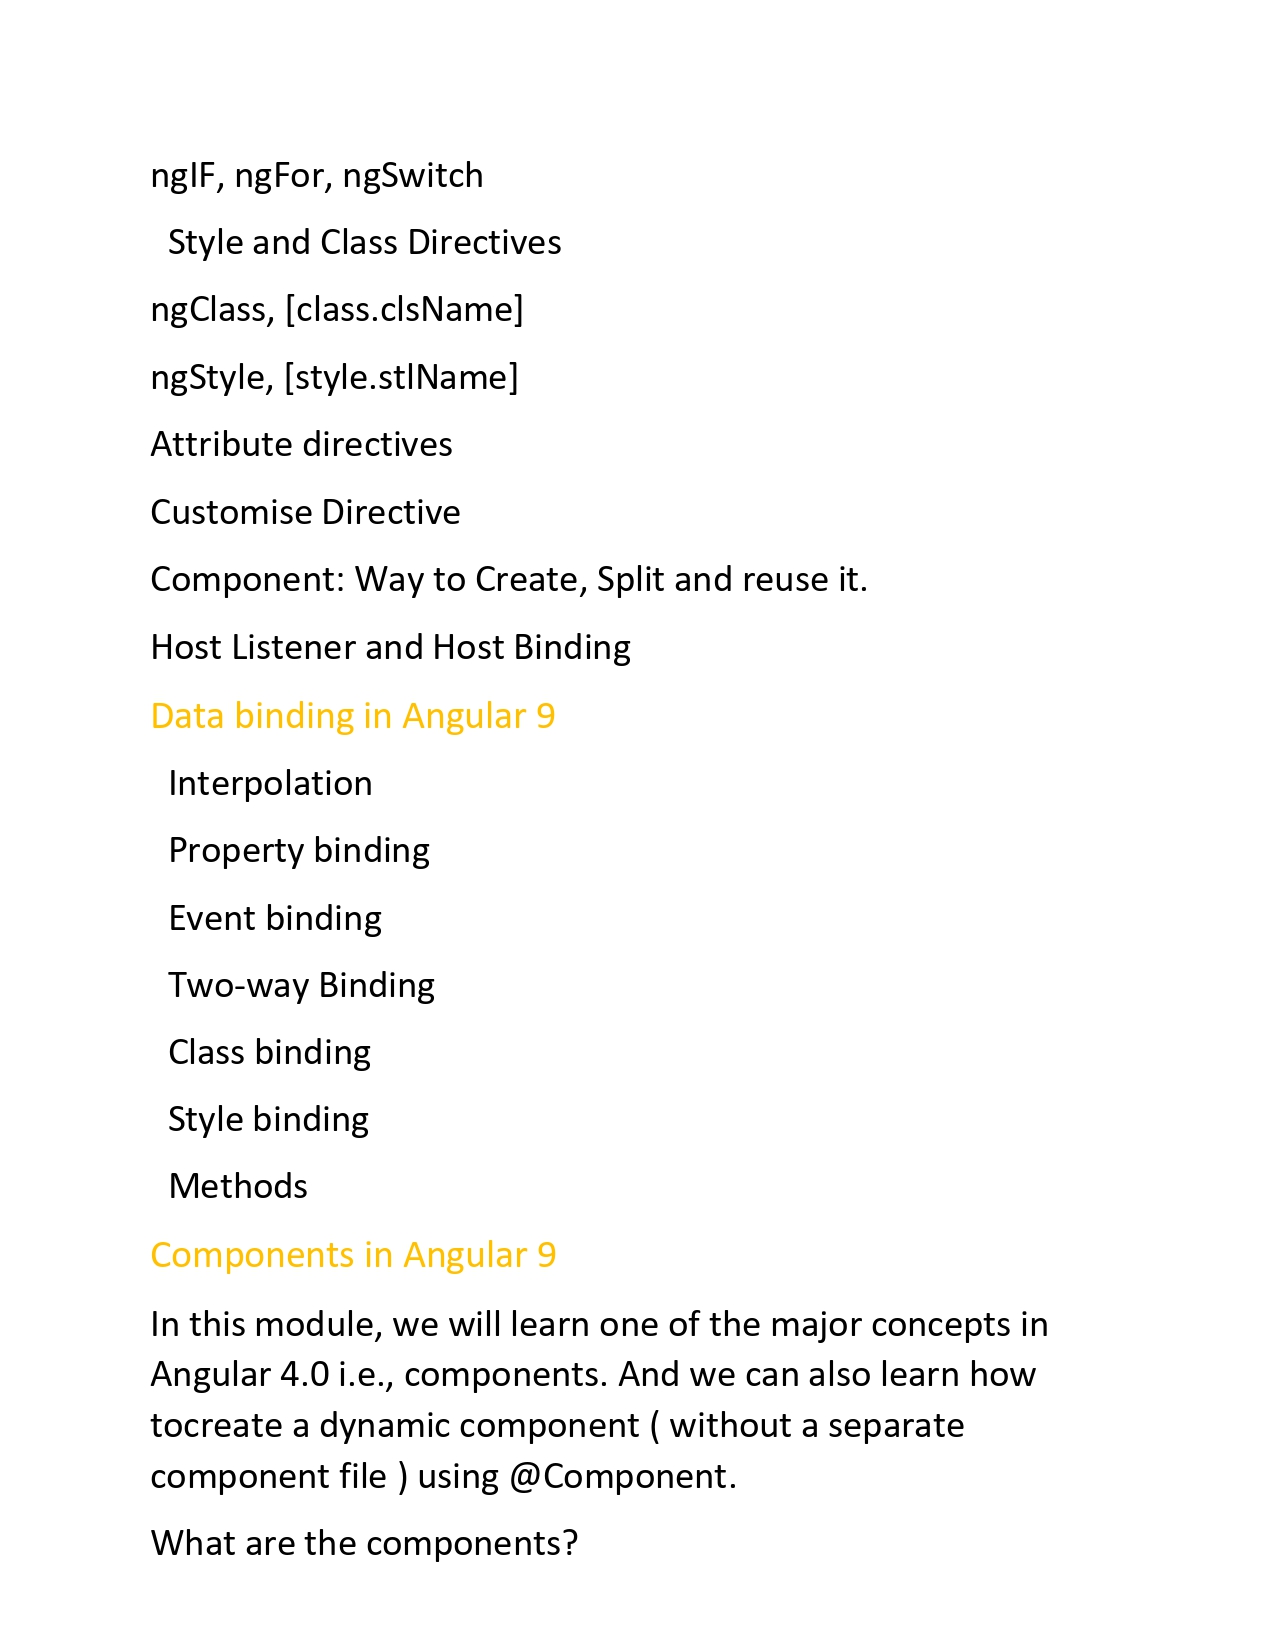 ngIF, ngFor, ngSwitch
Style and Class Directives
ngClass, [class.clsName]
ngStyle, [style.stlName]
Attribute directives
Customise Directive
Component: Way to Create, Split and reuse it.
Host Listener and Host Binding
Data binding in Angular 9
Interpolation
Property binding
Event binding
Two-way Binding
Class binding
Style binding
Methods
Components in Angular 9
In this module, we will learn one of the major concepts in
Angular 4.0 i.e., components. And we can also learn how
tocreate a dynamic component ( without a separate
component file ) using @Component.
What are the components?